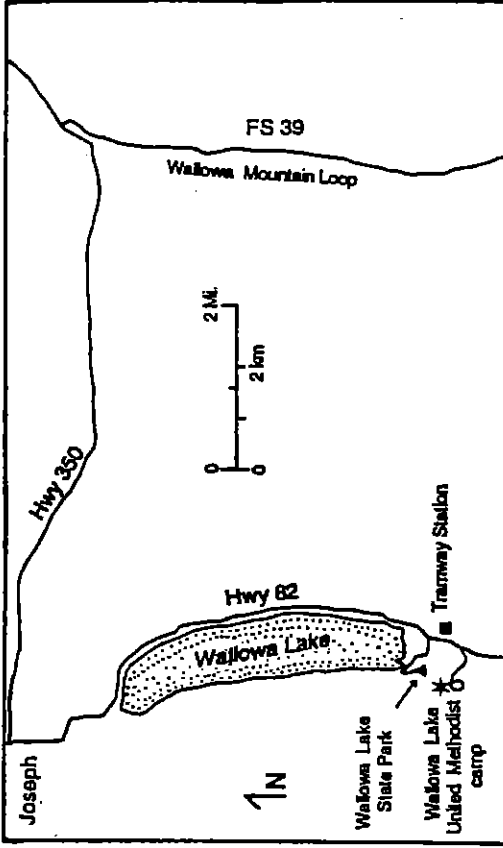 Joseph
Hwy 350
FS 39
Wallowa Mountain Loop
0
2 Mi.
0
2 km
N
Hwy 82
Wallowa Lake
Tramway Station
Wallowa Lake
State Park
Wallowa Lake
United Methodist
camp